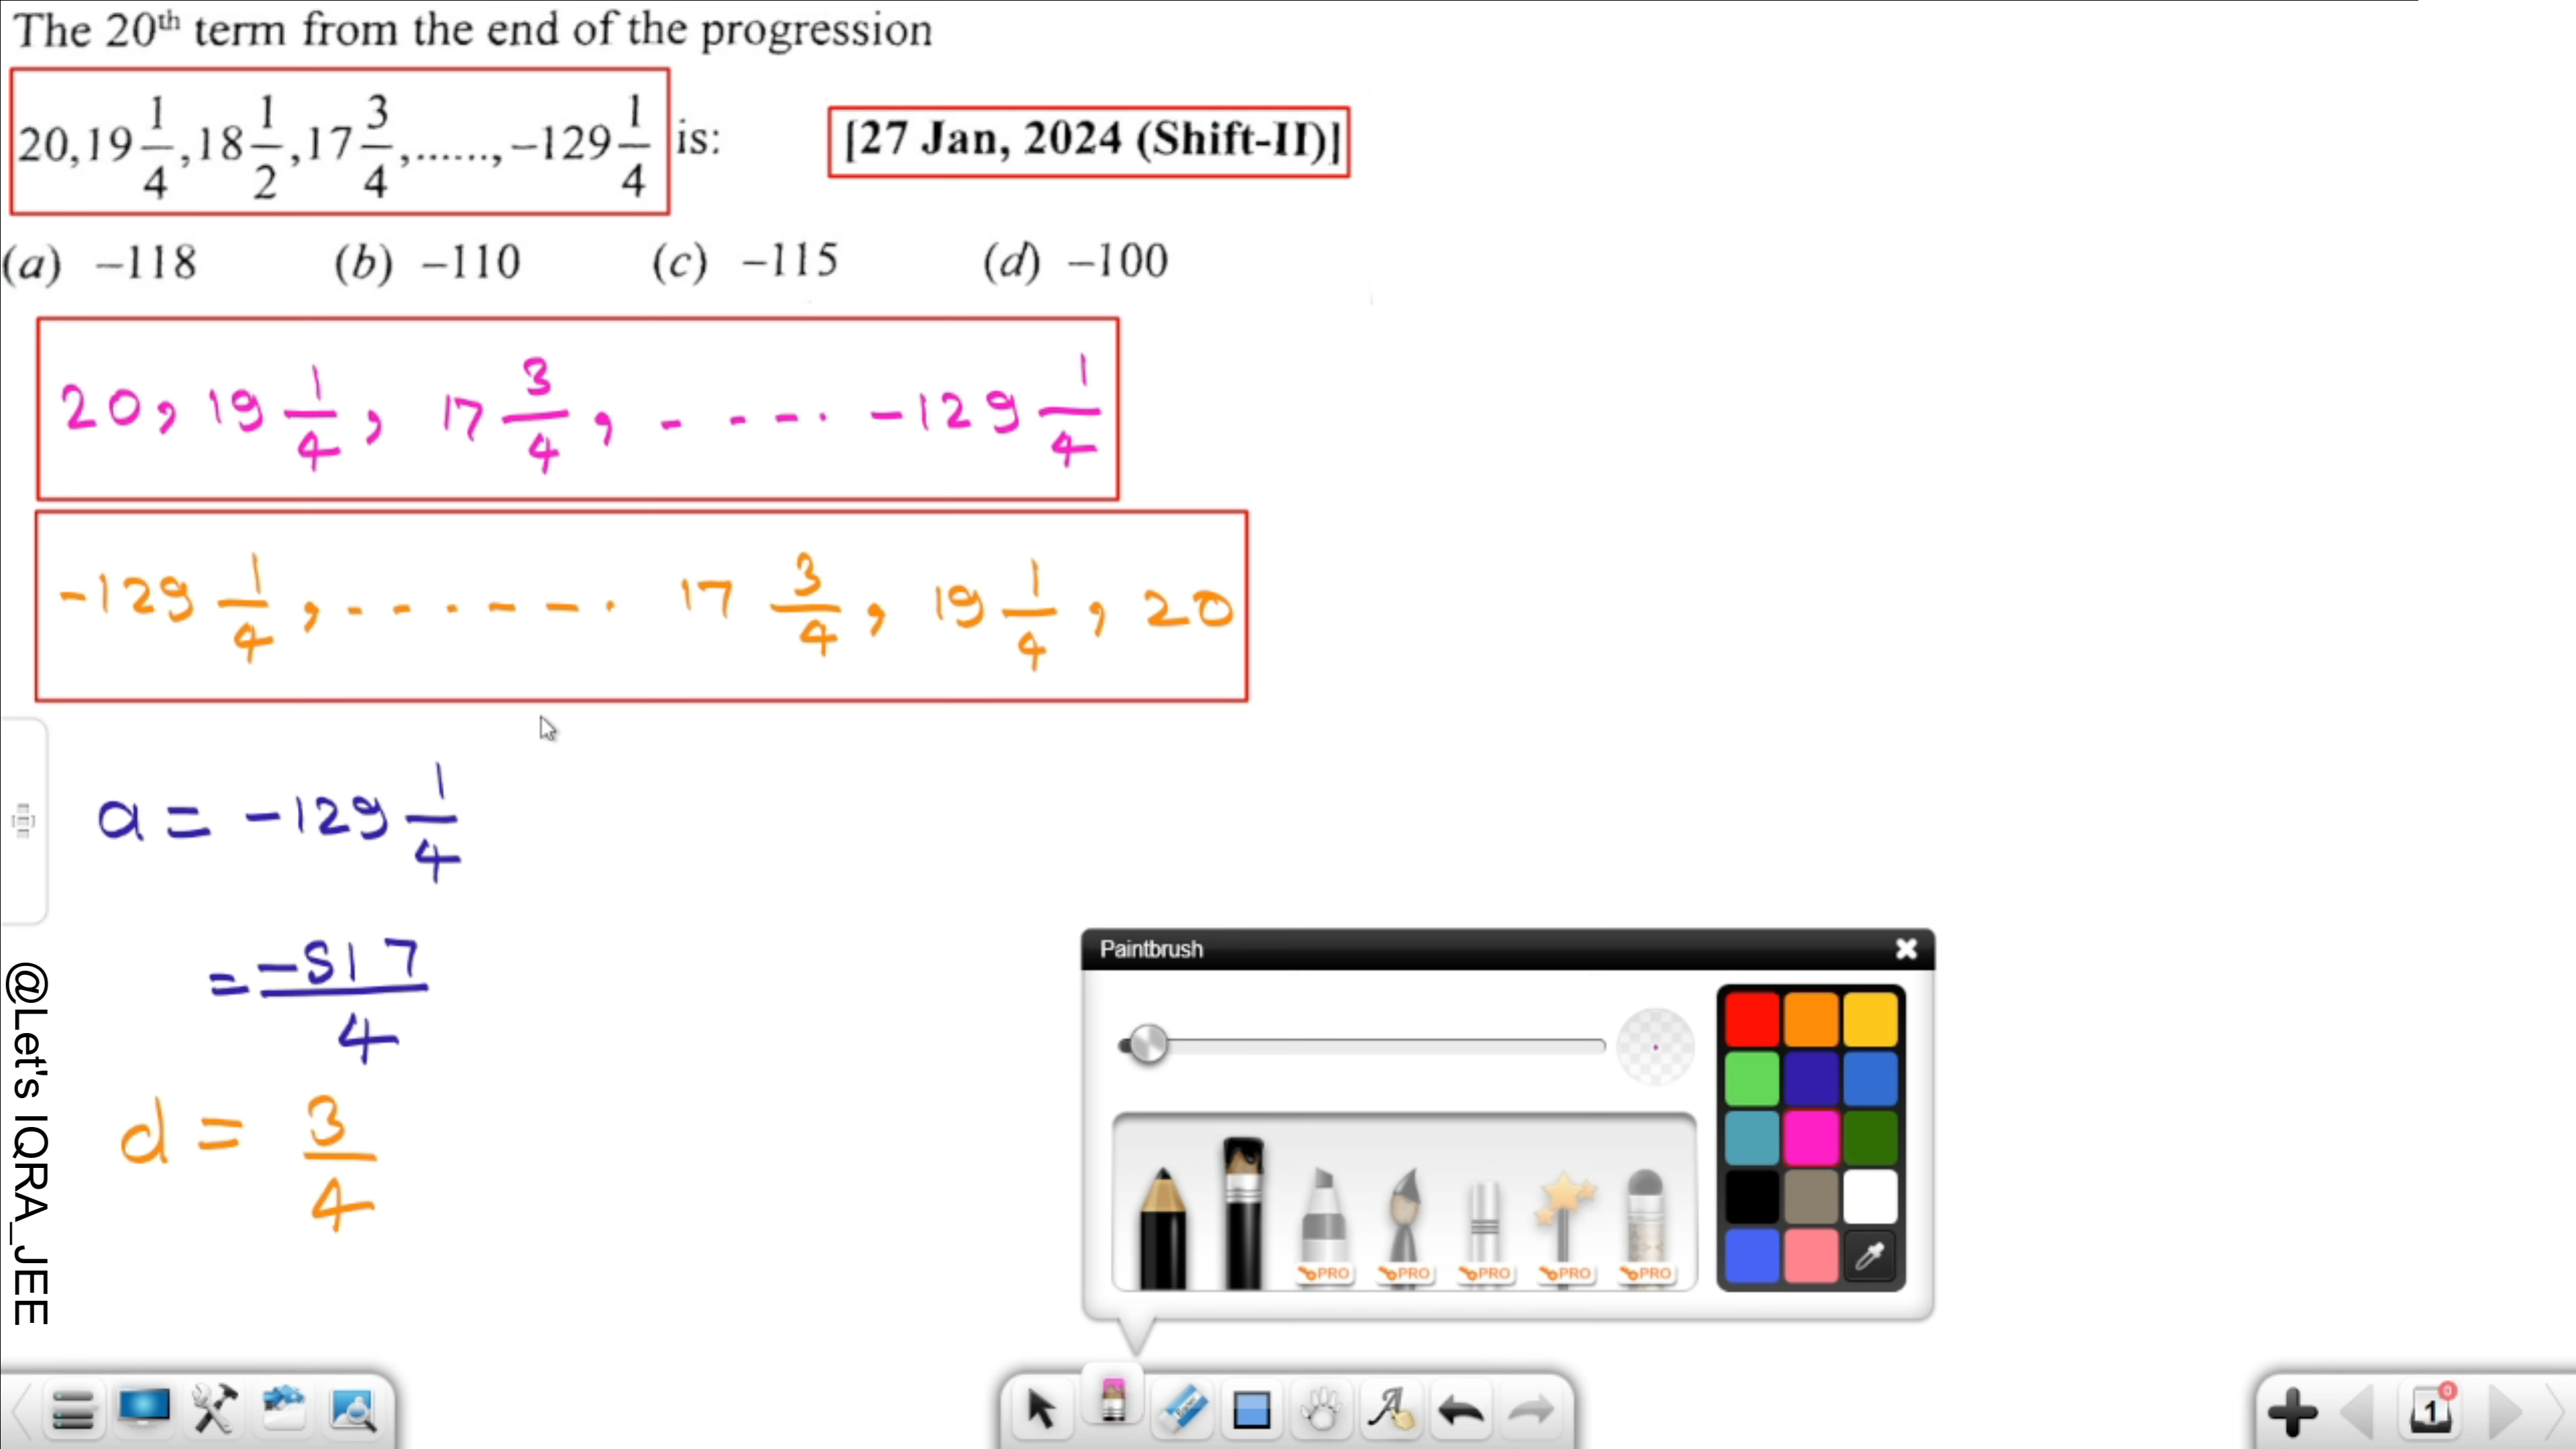 The 20th term from the end of the progression
20, 19 1/4, 18 1/2, 17 3/4, ......, −129 1/4 is:
[27 Jan, 2024 (Shift-II)]
(a) −118 (b) −110 (c) −115 (d) −100
20, 19 1/4, 17 3/4, - - - - . -129 1/4
-129 1/4, - - - - - . 17 3/4, 19 1/4, 20
a = -129 1/4
= -517/4
d = 3/4
@Let's IQRA_JEE
Paintbrush
PRO PRO PRO PRO PRO
1
0